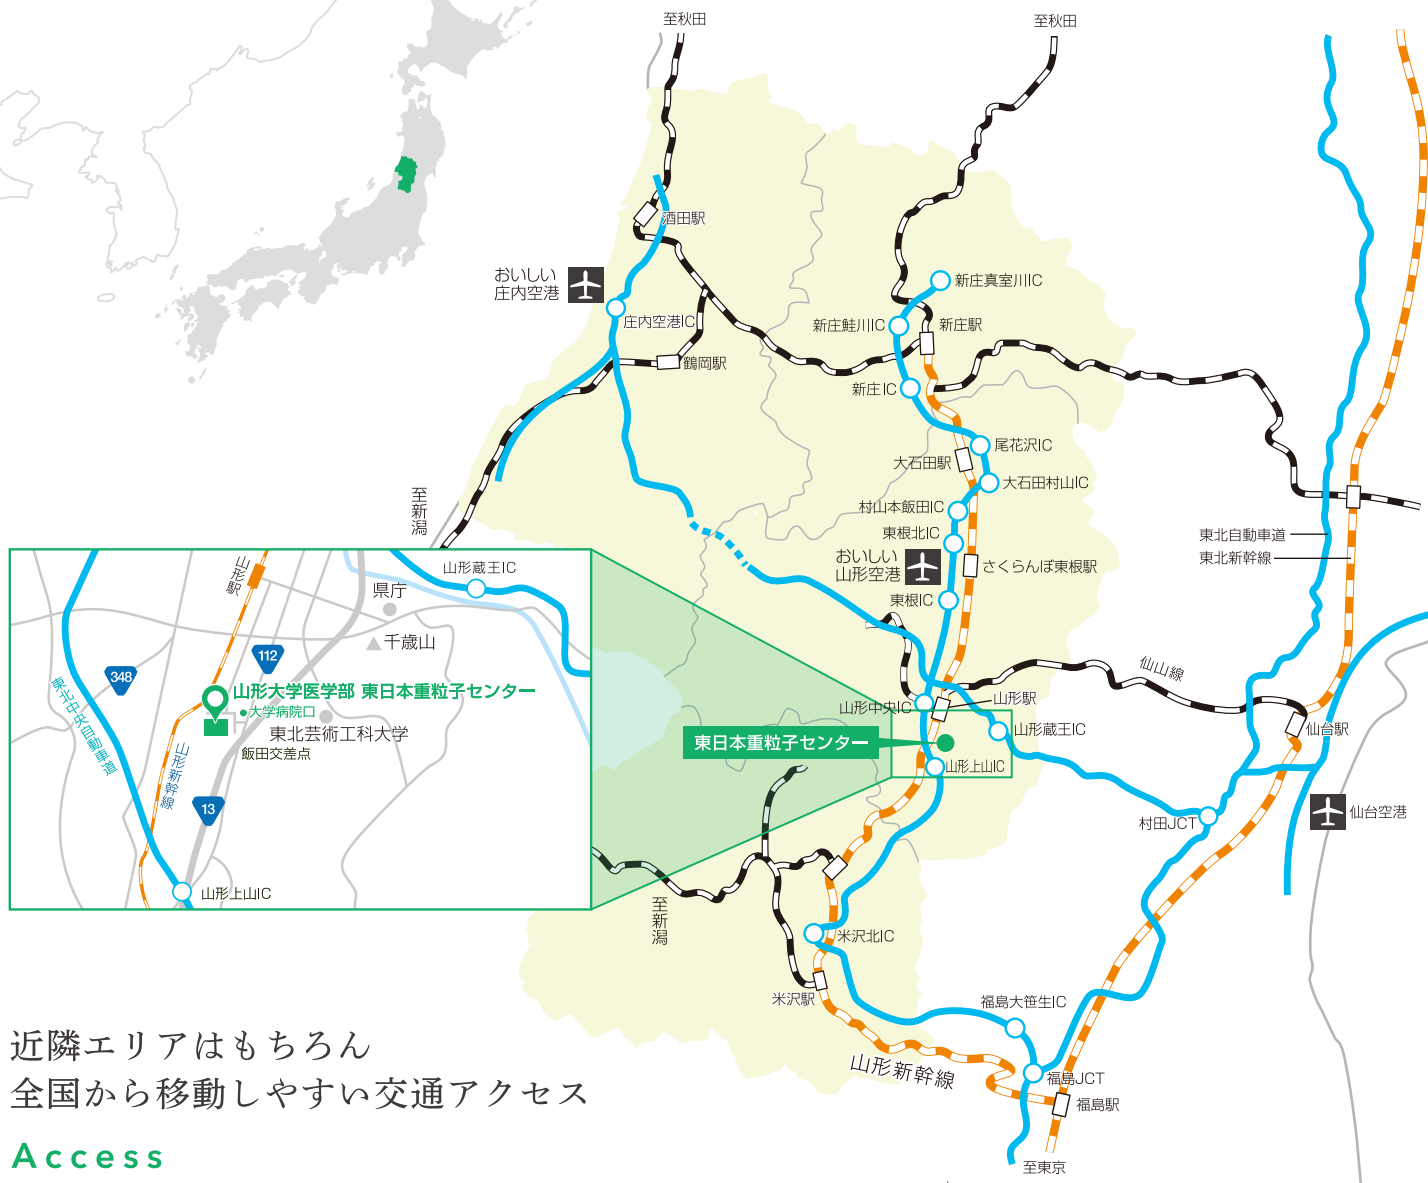 至秋田
至秋田
酒田駅
おいしい
庄内空港
庄内空港IC
鶴岡駅
新庄真室川IC
新庄鮭川IC
新庄駅
新庄IC
尾花沢IC
大石田駅
大石田村山IC
村山本飯田IC
東根北IC
おいしい
山形空港
さくらんぼ東根駅
東根IC
至新潟
東北自動車道
東北新幹線
仙山線
山形駅
山形中央IC
山形蔵王IC
東日本重粒子センター
山形上山IC
仙台駅
仙台空港
村田JCT
至新潟
米沢北IC
米沢駅
福島大笹生IC
山形新幹線
福島JCT
福島駅
至東京
山形駅
山形蔵王IC
県庁
千歳山
112
348
山形大学医学部 東日本重粒子センター
大学病院口
東北芸術工科大学
飯田交差点
東北中央自動車道
山形新幹線
13
山形上山IC
近隣エリアはもちろん
全国から移動しやすい交通アクセス
Access